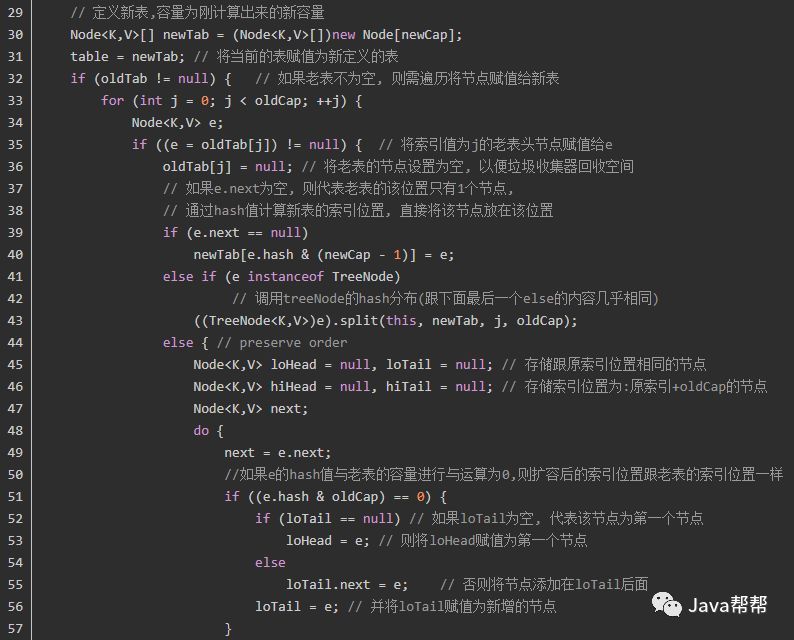 29 // 定义新表,容量为刚计算出来的新容量
30 Node<K,V>[] newTab = (Node<K,V>[])new Node[newCap];
31 table = newTab; // 将当前的表赋值为新定义的表
32 if (oldTab != null) { // 如果老表不为空, 则需遍历将节点赋值给新表
33 for (int j = 0; j < oldCap; ++j) {
34 Node<K,V> e;
35 if ((e = oldTab[j]) != null) { // 将索引值为j的老表头节点赋值给e
36 oldTab[j] = null; // 将老表的节点设置为空, 以便垃圾收集器回收空间
37 // 如果e.next为空, 则代表老表的该位置只有1个节点,
38 // 通过hash值计算新表的索引位置, 直接将该节点放在该位置
39 if (e.next == null)
40 newTab[e.hash & (newCap - 1)] = e;
41 else if (e instanceof TreeNode)
42 // 调用treeNode的hash分布(跟下面最后一个else的内容几乎相同)
43 ((TreeNode<K,V>)e).split(this, newTab, j, oldCap);
44 else { // preserve order
45 Node<K,V> loHead = null, loTail = null; // 存储跟原索引位置相同的节点
46 Node<K,V> hiHead = null, hiTail = null; // 存储索引位置为:原索引+oldCap的节点
47 Node<K,V> next;
48 do {
49 next = e.next;
50 //如果e的hash值与老表的容量进行与运算为0,则扩容后的索引位置跟老表的索引位置一样
51 if ((e.hash & oldCap) == 0) {
52 if (loTail == null) // 如果loTail为空, 代表该节点为第一个节点
53 loHead = e; // 则将loHead赋值为第一个节点
54 else
55 loTail.next = e; // 否则将节点添加在loTail后面
56 loTail = e; // 并将loTail赋值为新增的节点
57 }
Java帮帮